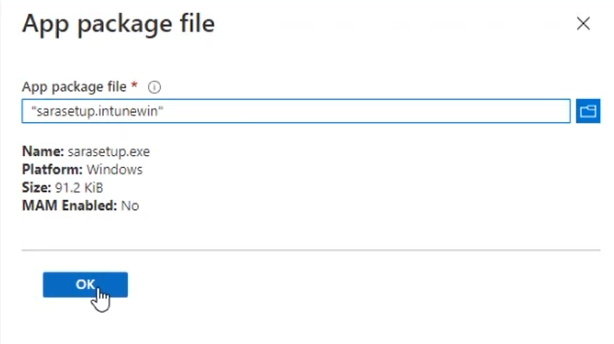 App package file
App package file *
"sarasetup.intunewin"
Name: sarasetup.exe
Platform: Windows
Size: 91.2 KiB
MAM Enabled: No
OK